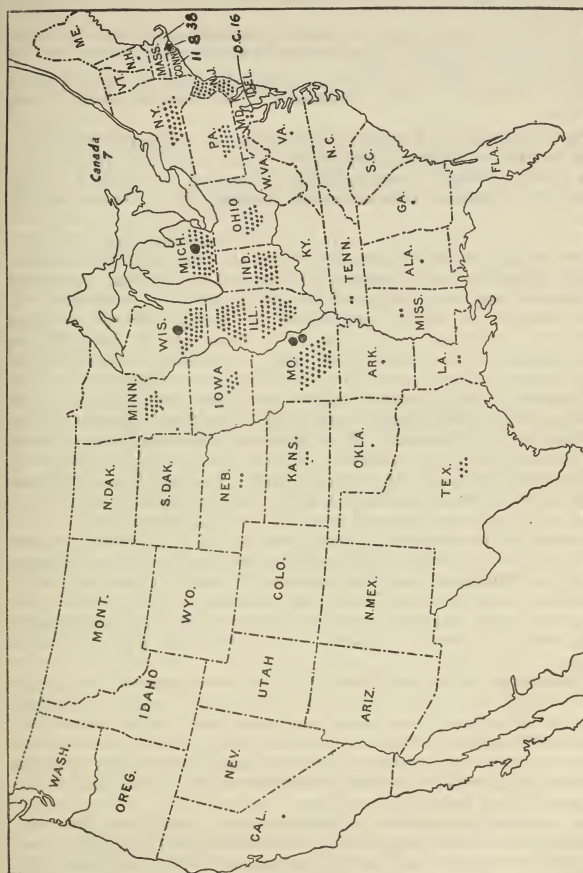 WASH.
OREG.
CAL.
NEV.
IDAHO
MONT.
WYO.
UTAH
ARIZ.
COLO.
N.MEX.
N.DAK.
S.DAK.
NEB.
KANS.
OKLA.
TEX.
MINN.
IOWA
MO.
ARK.
LA.
WIS.
ILL.
MICH.
IND.
OHIO
KY.
TENN.
MISS.
ALA.
GA.
FLA.
S.C.
N.C.
VA.
W.VA.
MD.
DEL.
D.C. 16
PA.
N.J.
N.Y.
Canada
7
VT.
N.H.
ME.
MASS.
CONN.
11 8 38